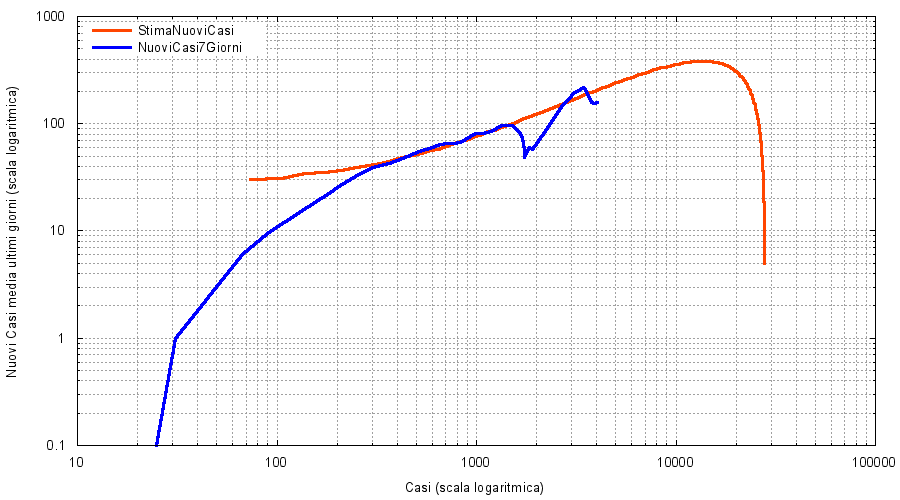 1000
100
10
1
0.1
Nuovi Casi media ultimi giorni (scala logaritmica)
StimaNuoviCasi
NuoviCasi7Giorni
10 100 1000 10000 100000
Casi (scala logaritmica)